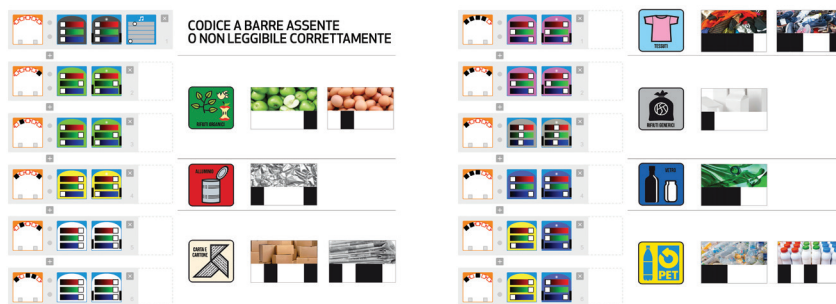 CODICE A BARRE ASSENTE
O NON LEGGIBILE CORRETTAMENTE
RIFIUTI ORGANICI
ALLUMINIO
CARTA E
CARTONE
TESSUTI
RIFIUTI GENERICI
VETRO
PET